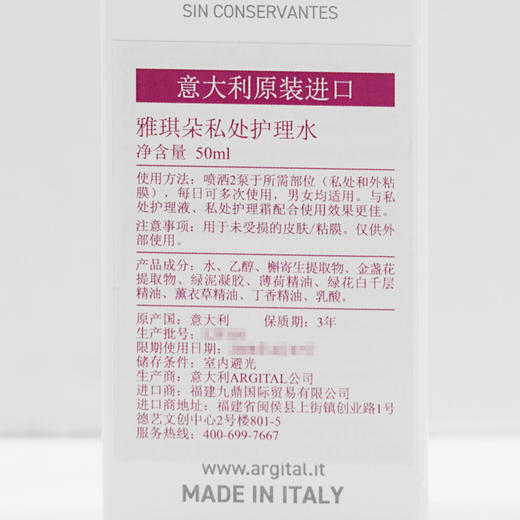 SIN CONSERVANTES
意大利原装进口
雅琪朵私处护理水
净含量 50ml
使用方法：喷洒2泵于所需部位（私处和外粘
膜），每日可多次使用，男女均适用。与私
处护理液、私处护理霜配合使用效果更佳。
注意事项：用于未受损的皮肤/粘膜。仅供外
部使用。
产品成分：水、乙醇、槲寄生提取物、金盏花
提取物、绿泥凝胶、薄荷精油、绿花白千层
精油、薰衣草精油、丁香精油、乳酸。
原产国：意大利 保质期：3年
生产批号：
限期使用日期：
储存条件：室内避光
生产商：意大利ARGITAL公司
进口商：福建九鼎国际贸易有限公司
进口商地址：福建省闽侯县上街镇创业路1号
德艺文创中心2号楼801-5
服务热线：400-699-7667
www.argital.it
MADE IN ITALY